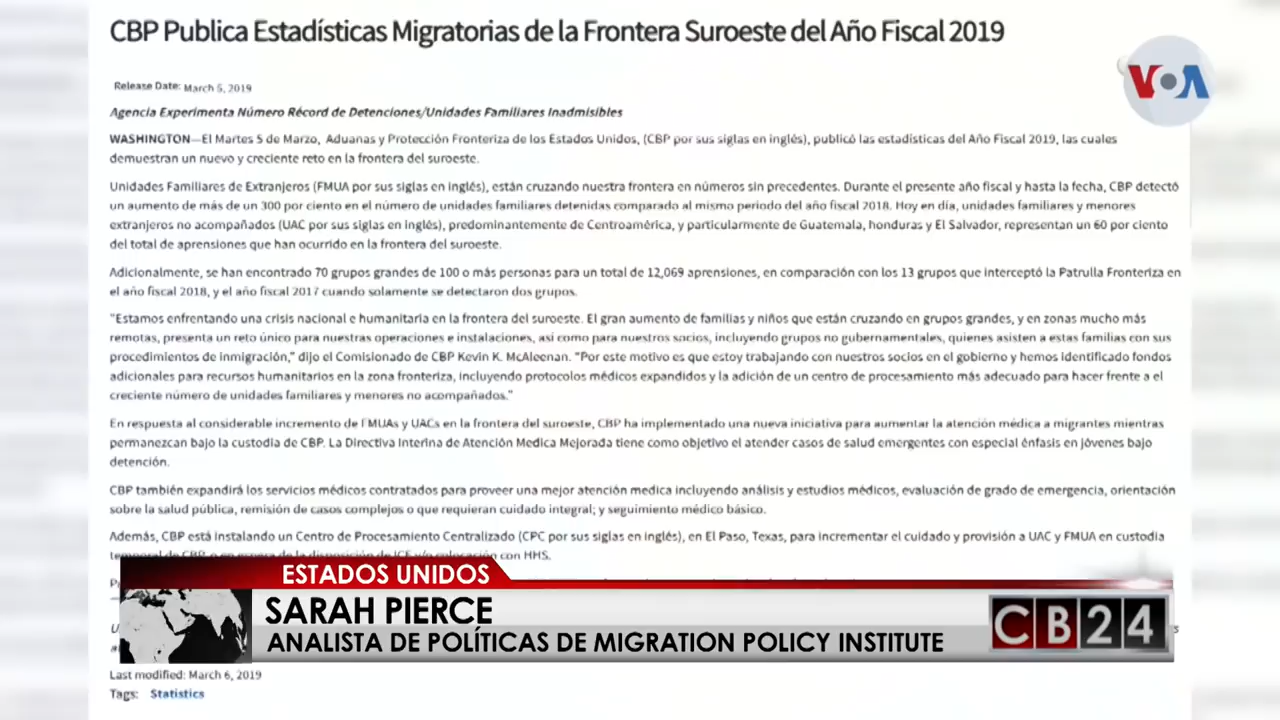 CBP Publica Estadísticas Migratorias de la Frontera Suroeste del Año Fiscal 2019
VOA
Release Date: March 5, 2019
Agencia Experimenta Número Récord de Detenciones/Unidades Familiares Inadmisibles
WASHINGTON—El Martes 5 de Marzo, Aduanas y Protección Fronteriza de los Estados Unidos, (CBP por sus siglas en inglés), publicó las estadísticas del Año Fiscal 2019, las cuales
demuestran un nuevo y creciente reto en la frontera del suroeste.
Unidades Familiares de Extranjeros (FMUA por sus siglas en inglés), están cruzando nuestra frontera en números sin precedentes. Durante el presente año fiscal y hasta la fecha, CBP detectó
un aumento de más de un 300 por ciento en el número de unidades familiares detenidas comparado al mismo periodo del año fiscal 2018. Hoy en día, unidades familiares y menores
extranjeros no acompañados (UAC por sus siglas en inglés), predominantemente de Centroamérica, y particularmente de Guatemala, honduras y El Salvador, representan un 60 por ciento
del total de aprensiones que han ocurrido en la frontera del suroeste.
Adicionalmente, se han encontrado 70 grupos grandes de 100 o más personas para un total de 12,069 aprensiones, en comparación con los 13 grupos que interceptó la Patrulla Fronteriza en
el año fiscal 2018, y el año fiscal 2017 cuando solamente se detectaron dos grupos.
"Estamos enfrentando una crisis nacional e humanitaria en la frontera del suroeste. El gran aumento de familias y niños que están cruzando en grupos grandes, y en zonas mucho más
remotas, presenta un reto único para nuestras operaciones e instalaciones, así como para nuestros socios, incluyendo grupos no gubernamentales, quienes asisten a estas familias con sus
procedimientos de inmigración," dijo el Comisionado de CBP Kevin K. McAleenan. "Por este motivo es que estoy trabajando con nuestros socios en el gobierno y hemos identificado fondos
adicionales para recursos humanitarios en la zona fronteriza, incluyendo protocolos médicos expandidos y la adición de un centro de procesamiento más adecuado para hacer frente a el
creciente número de unidades familiares y menores no acompañados."
En respuesta al considerable incremento de FMUAs y UACs en la frontera del suroeste, CBP ha implementado una nueva iniciativa para aumentar la atención médica a migrantes mientras
permanezcan bajo la custodia de CBP. La Directiva Interina de Atención Medica Mejorada tiene como objetivo el atender casos de salud emergentes con especial énfasis en jóvenes bajo
detención.
CBP también expandirá los servicios médicos contratados para proveer una mejor atención medica incluyendo análisis y estudios médicos, evaluación de grado de emergencia, orientación
sobre la salud pública, remisión de casos complejos o que requieran cuidado integral; y seguimiento médico básico.
Además, CBP está instalando un Centro de Procesamiento Centralizado (CPC por sus siglas en inglés), en El Paso, Texas, para incrementar el cuidado y provisión a UAC y FMUA en custodia
temporal de CBP, o en espera de la disposición de ICE y/o colocación con HHS.
ESTADOS UNIDOS
SARAH PIERCE
ANALISTA DE POLÍTICAS DE MIGRATION POLICY INSTITUTE
CB24
Last modified: March 6, 2019
Tags: Statistics